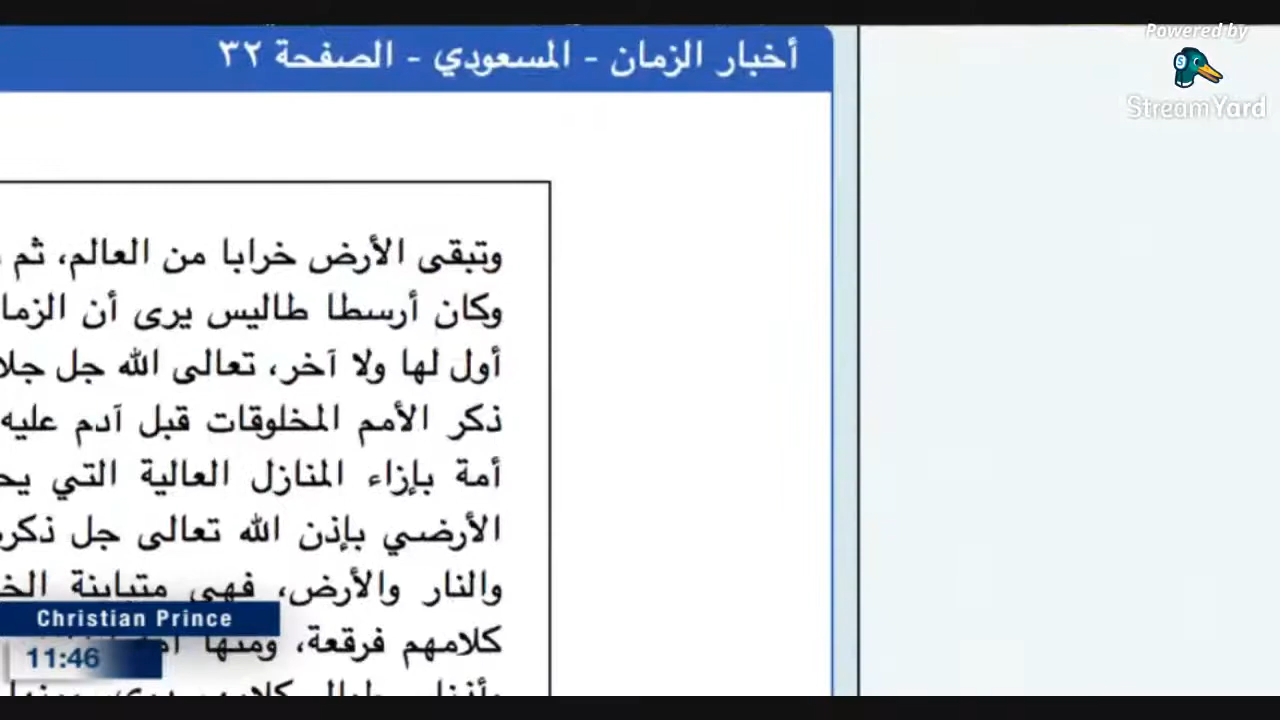 Powered by
StreamYard
أخبار الزمان - المسعودي - الصفحة ٣٢
وتبقى الأرض خرابا من العالم، ثم
وكان أرسطا طاليس يرى أن الزما
أول لها ولا آخر، تعالى الله جل جلا
ذكر الأمم المخلوقات قبل آدم عليه
أمة بإزاء المنازل العالية التي يح
الأرضي بإذن الله تعالى جل ذكر
والنار والأرض، فهي متباينة الخ
كلامهم فرقعة، ومنها
Christian Prince
11:46